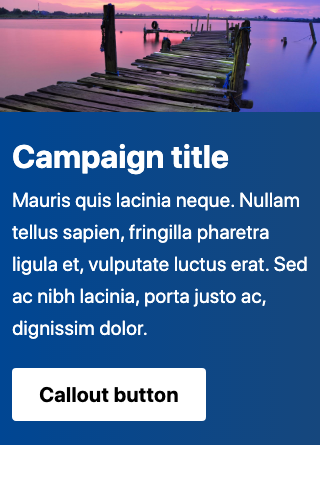 Campaign title
Mauris quis lacinia neque. Nullam
tellus sapien, fringilla pharetra
ligula et, vulputate luctus erat. Sed
ac nibh lacinia, porta justo ac,
dignissim dolor.
Callout button